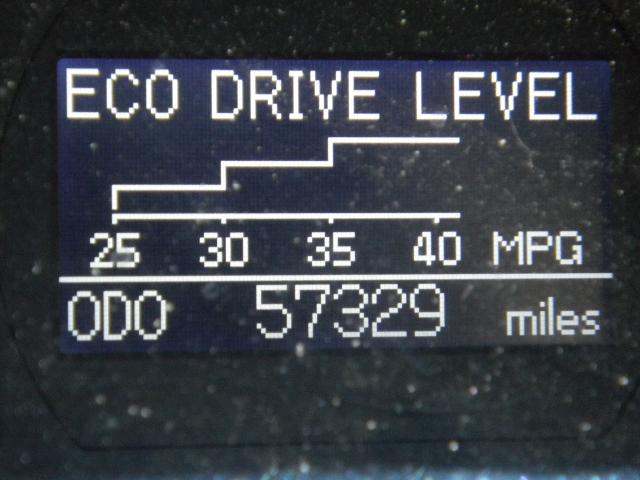 ECO DRIVE LEVEL
25 30 35 40 MPG
ODO 57329 miles